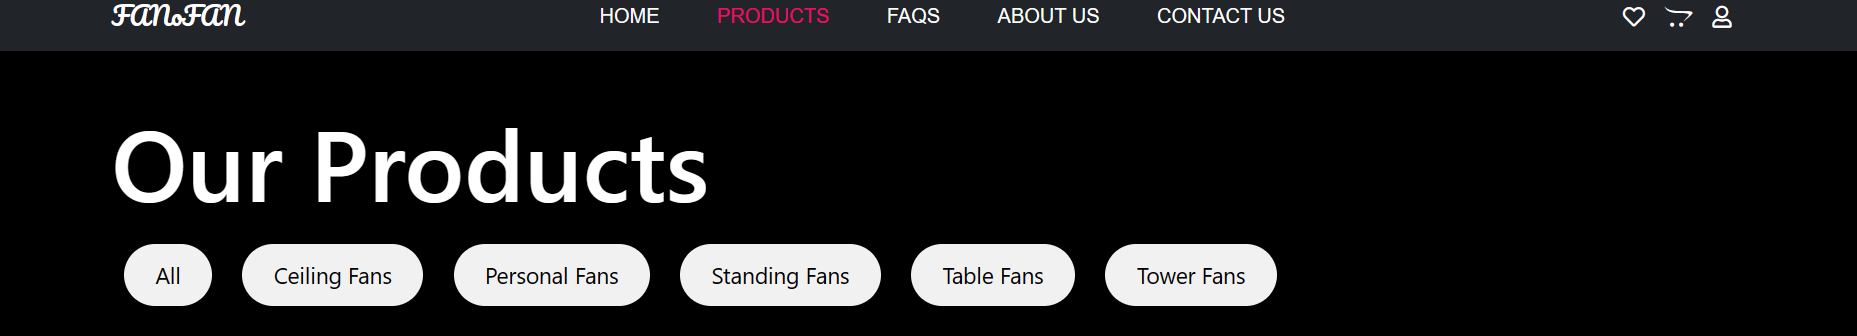 FANoFAN HOME PRODUCTS FAQS ABOUT US CONTACT US
Our Products
All Ceiling Fans Personal Fans Standing Fans Table Fans Tower Fans